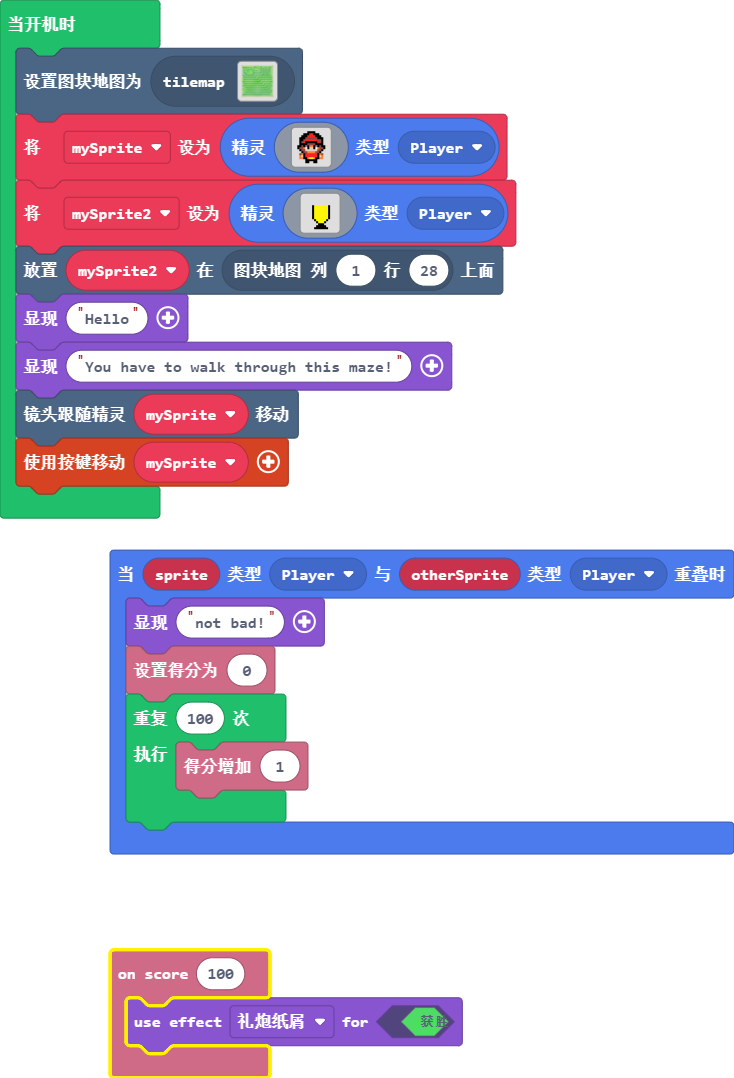 当开机时
设置图块地图为 tilemap
将 mySprite 设为 精灵 类型 Player
将 mySprite2 设为 精灵 类型 Player
放置 mySprite2 在 图块地图 列 1 行 28 上面
显现 "Hello"
显现 "You have to walk through this maze!"
镜头跟随精灵 mySprite 移动
使用按键移动 mySprite
当 sprite 类型 Player 与 otherSprite 类型 Player 重叠时
显现 "not bad!"
设置得分为 0
重复 100 次
执行 得分增加 1
on score 100
use effect 礼炮纸屑 for 获胜